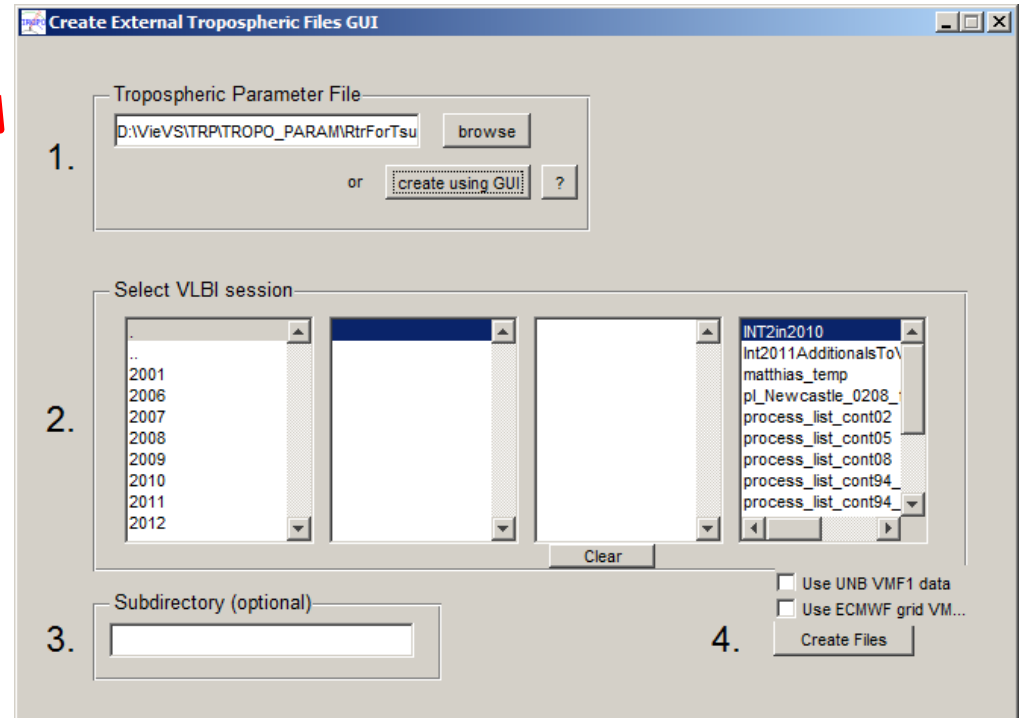 Create External Tropospheric Files GUI
Tropospheric Parameter File
1.
D:\VieVS\TRP\TROPO_PARAM\RtrForTsu
browse
or
create using GUI
?
Select VLBI session
2.
.
..
2001
2006
2007
2008
2009
2010
2011
2012
INT2in2010
Int2011AdditionalsTo
matthias_temp
pl_Newcastle_0208_
process_list_cont02
process_list_cont05
process_list_cont08
process_list_cont94_
process_list_cont94_
Clear
Subdirectory (optional)
3.
Use UNB VMF1 data
Use ECMWF grid VM...
4.
Create Files